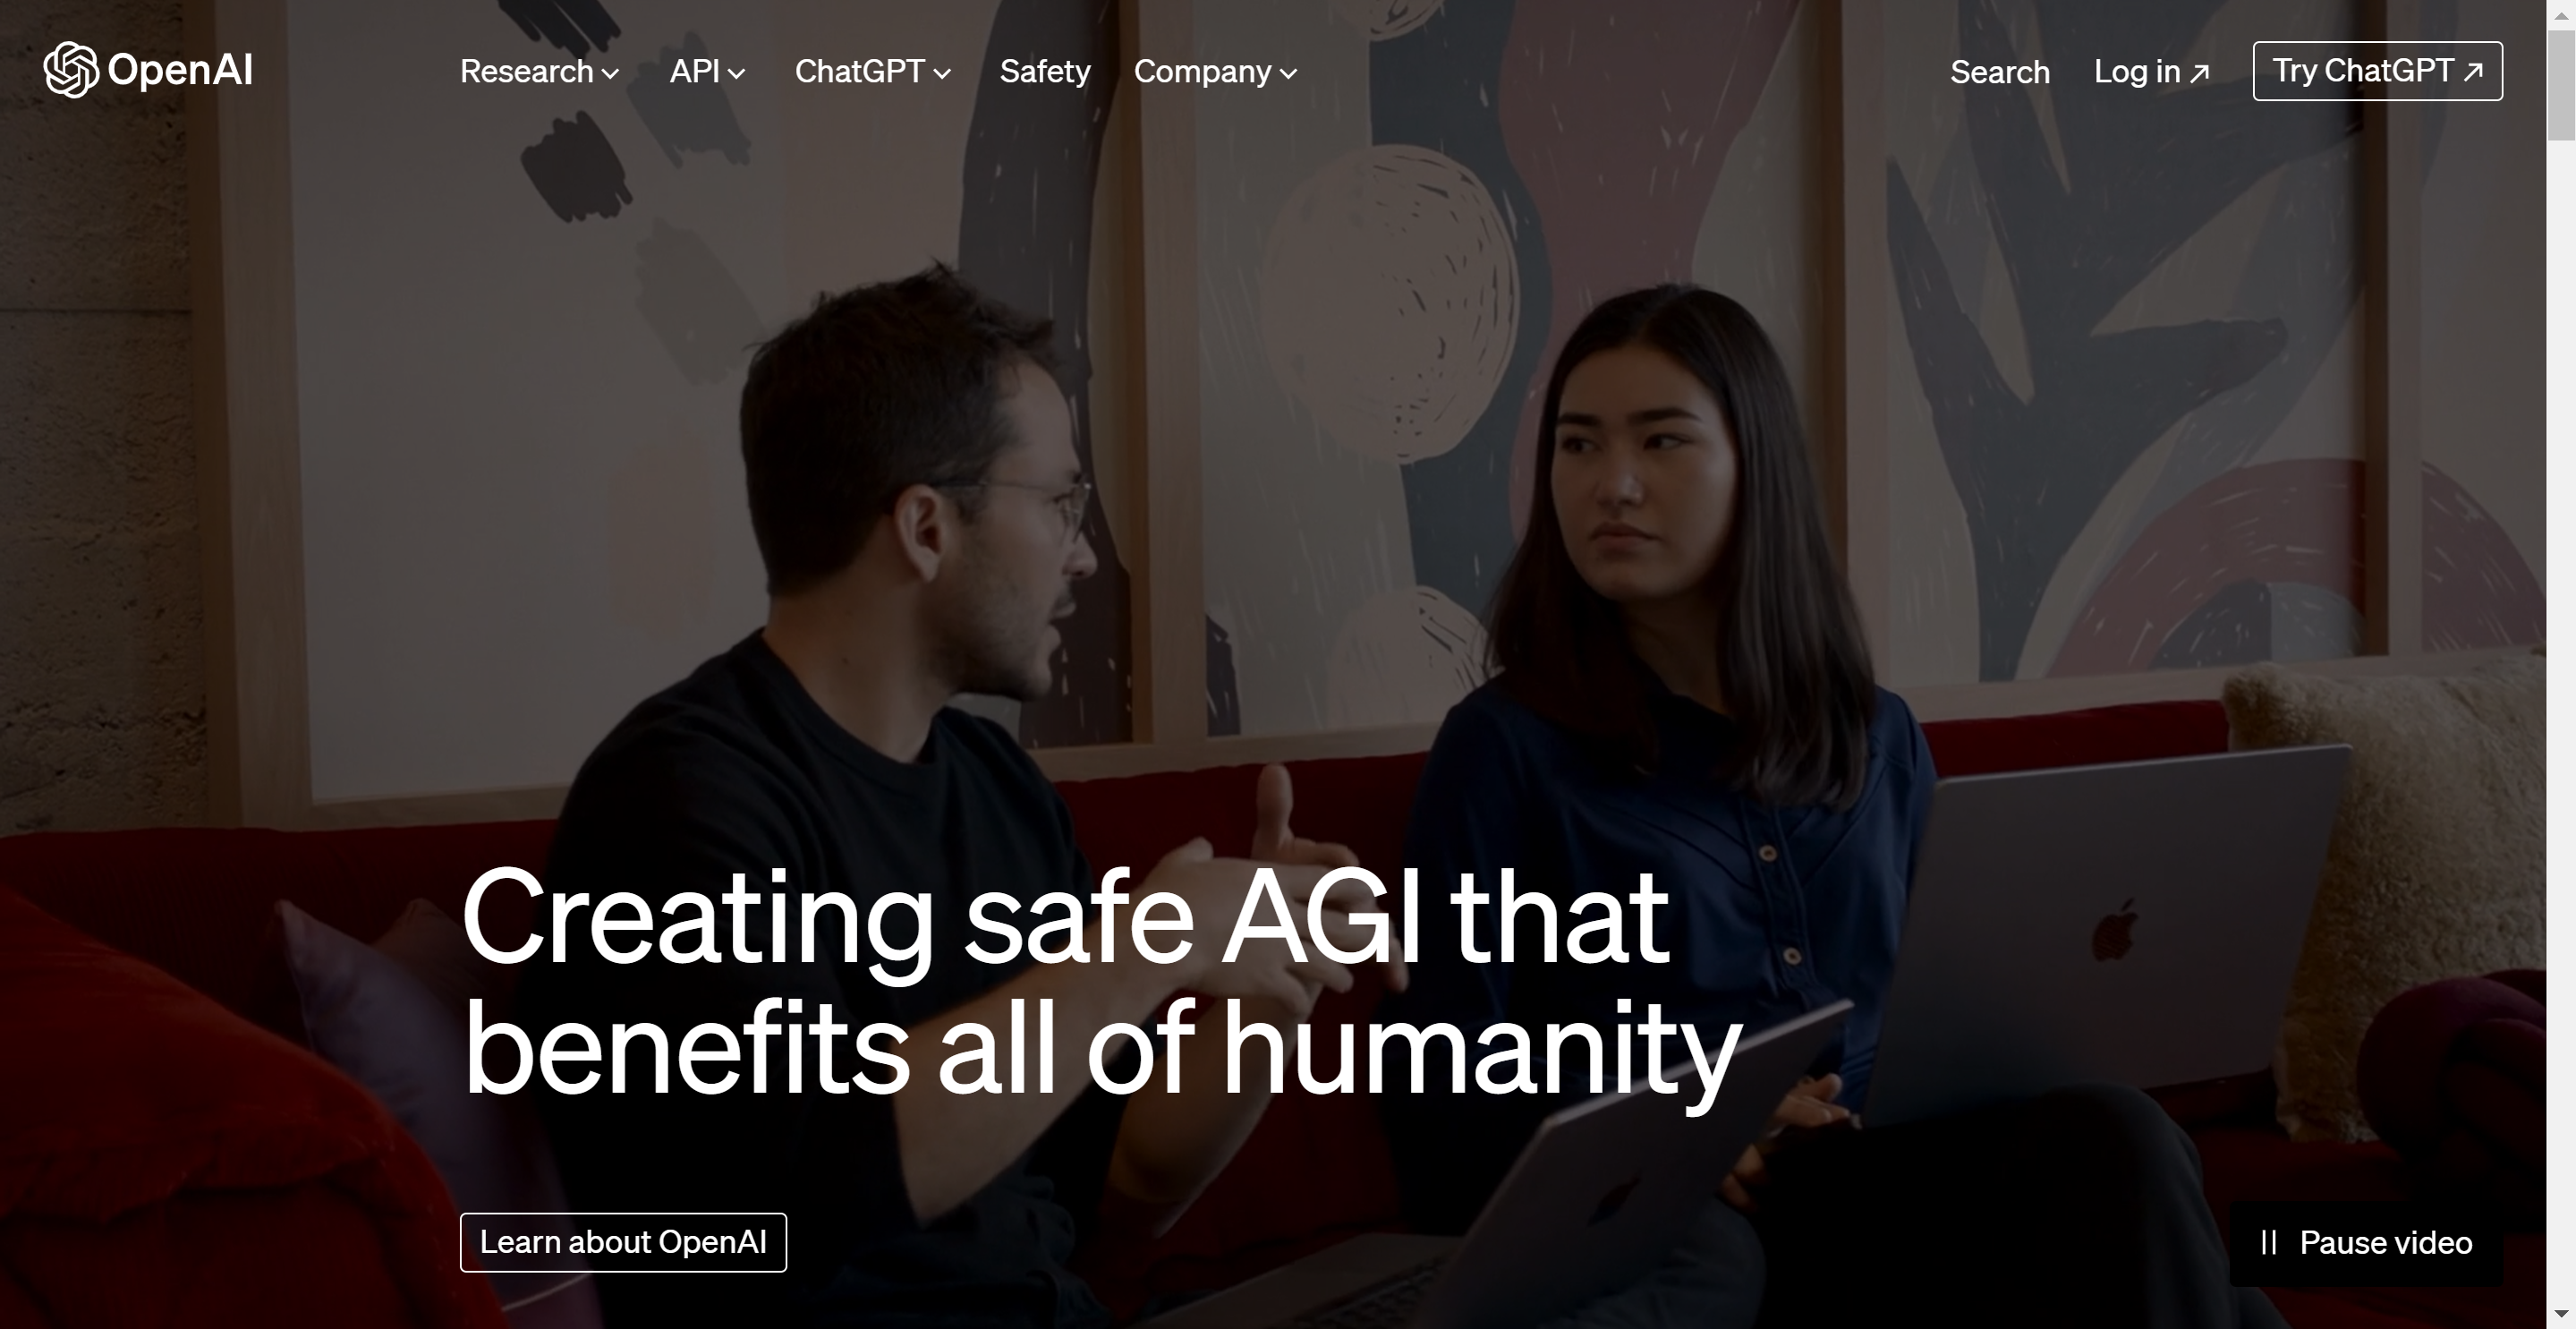 OpenAI
Research
API
ChatGPT
Safety
Company
Search
Log in
Try ChatGPT
Creating safe AGI that
benefits all of humanity
Learn about OpenAI
Pause video